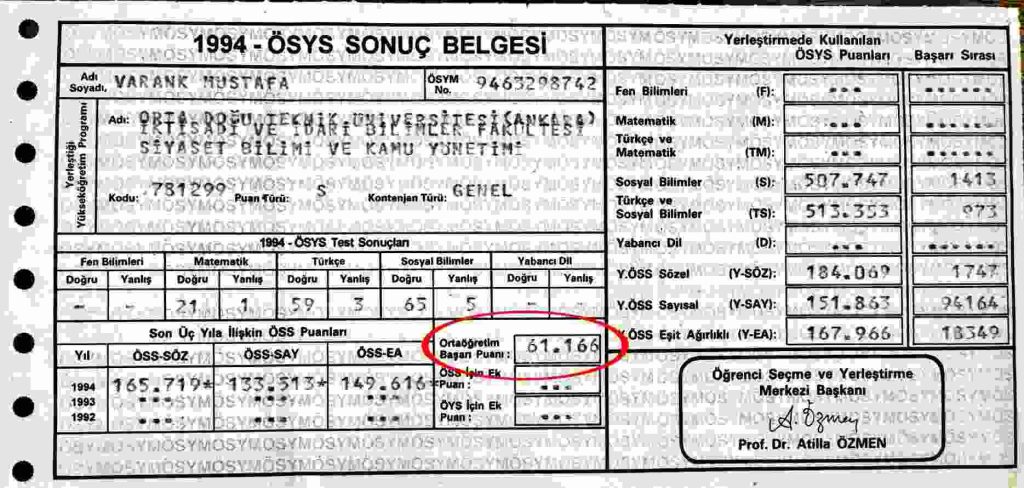 1994 - ÖSYS SONUÇ BELGESİ
Adı Soyadı, VARANK MUSTAFA
ÖSYM No. 9463298742
Yerleştiği Yükseköğretim Programı
Adı: ORTA DOĞU TEKNİK ÜNİVERSİTESİ(ANKARA)
İKTİSADİ VE İDARİ BİLİMLER FAKÜLTESİ
SİYASET BİLİMİ VE KAMU YÖNETİMİ
781299 S GENEL
Kodu: Puan Türü: Kontenjan Türü:
1994 - ÖSYS Test Sonuçları
Fen Bilimleri Matematik Türkçe Sosyal Bilimler Yabancı Dil
Doğru Yanlış Doğru Yanlış Doğru Yanlış Doğru Yanlış Doğru Yanlış
- - 21 1 59 3 63 5 - -
Son Üç Yıla İlişkin ÖSS Puanları
Yıl ÖSS-SÖZ ÖSS-SAY ÖSS-EA
1994 165.719* 133.313* 149.616*
1993 ... ... ...
1992 ... ... ...
Ortaöğretim Başarı Puanı: 61.166
ÖSS İçin Ek Puan: ...
ÖYS İçin Ek Puan: ...
Yerleştirmede Kullanılan
ÖSYS Puanları Başarı Sırası
Fen Bilimleri (F): ... ......
Matematik (M): ... ......
Türkçe ve Matematik (TM): ... ......
Sosyal Bilimler (S): 507.747 1413
Türkçe ve Sosyal Bilimler (TS): 513.353 973
Yabancı Dil (D): ... ......
Y.ÖSS Sözel (Y-SÖZ): 184.069 1747
Y.ÖSS Sayısal (Y-SAY): 151.863 94164
Y.ÖSS Eşit Ağırlıklı (Y-EA): 167.966 18349
Öğrenci Seçme ve Yerleştirme
Merkezi Başkanı
A. Özmen
Prof. Dr. Atilla ÖZMEN